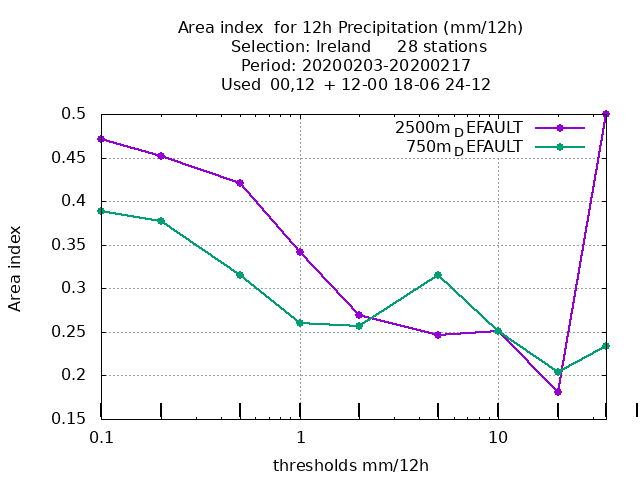 Area index  for 12h Precipitation (mm/12h)
Selection: Ireland     28 stations
Period: 20200203-20200217
Used  00,12  + 12-00 18-06 24-12
2500m_DEFAULT
750m_DEFAULT
0.5
0.45
0.4
0.35
0.3
0.25
0.2
0.15
Area index
0.1
1
10
thresholds mm/12h